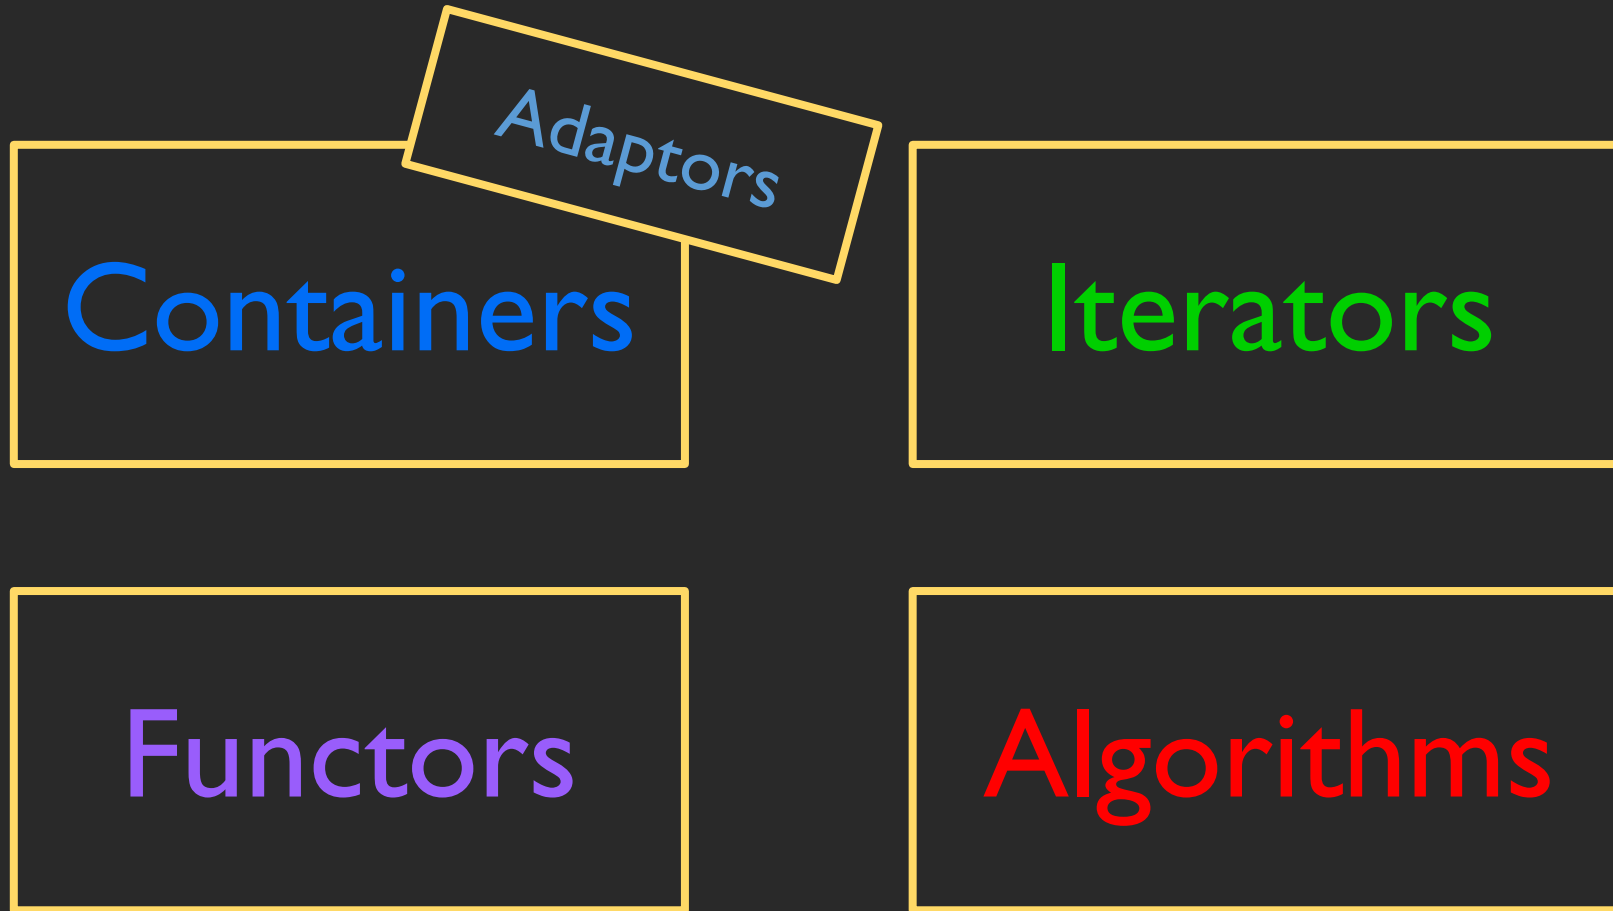 Adaptors
Containers
Iterators
Functors
Algorithms